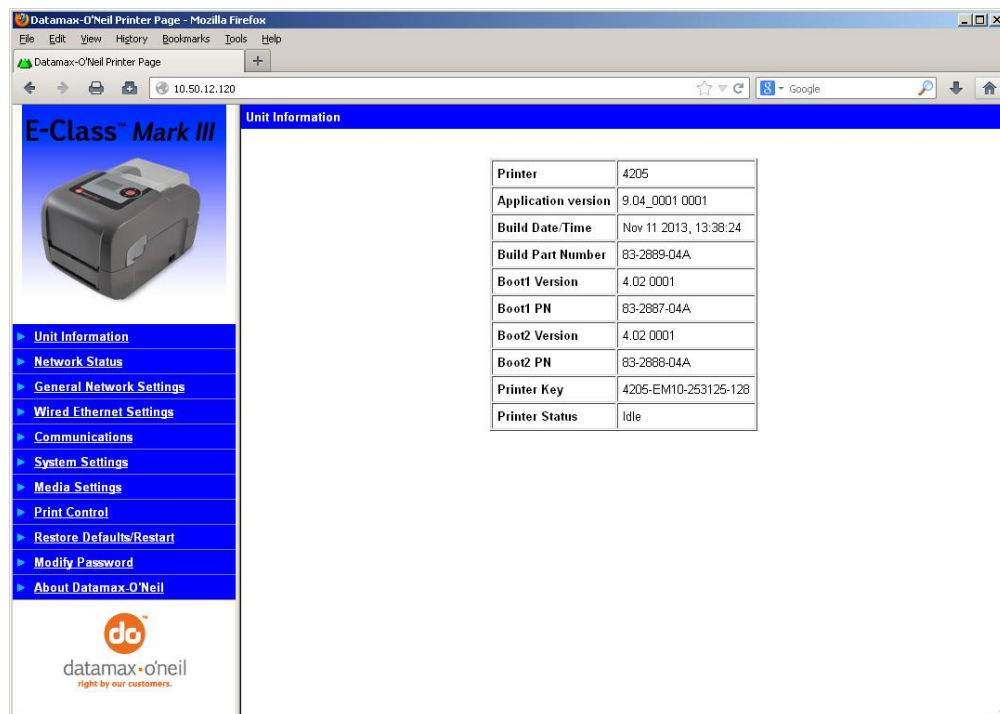 Datamax-O'Neil Printer Page - Mozilla Firefox
File Edit View History Bookmarks Tools Help
Datamax-O'Neil Printer Page
10.50.12.120
Google
E-Class™ Mark III
Unit Information
Network Status
General Network Settings
Wired Ethernet Settings
Communications
System Settings
Media Settings
Print Control
Restore Defaults/Restart
Modify Password
About Datamax-O'Neil
do™
datamax•o'neil
right by our customers.
Unit Information
Printer 4205
Application version 9.04_0001 0001
Build Date/Time Nov 11 2013, 13:38:24
Build Part Number 83-2889-04A
Boot1 Version 4.02 0001
Boot1 PN 83-2887-04A
Boot2 Version 4.02 0001
Boot2 PN 83-2888-04A
Printer Key 4205-EM10-253125-128
Printer Status Idle